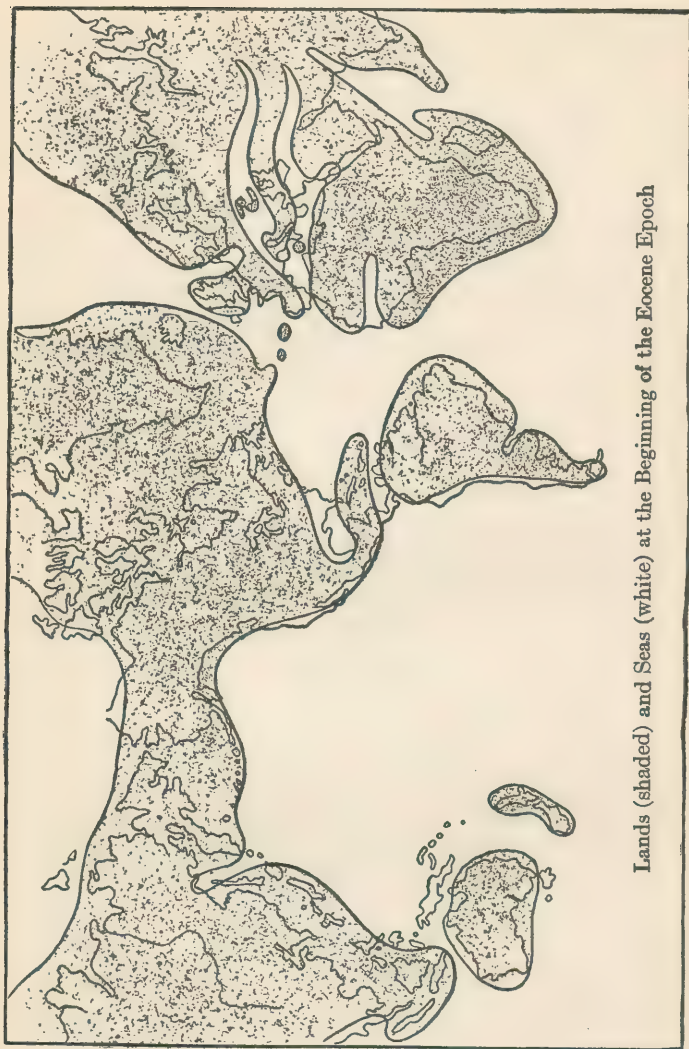 Lands (shaded) and Seas (white) at the Beginning of the Eocene Epoch